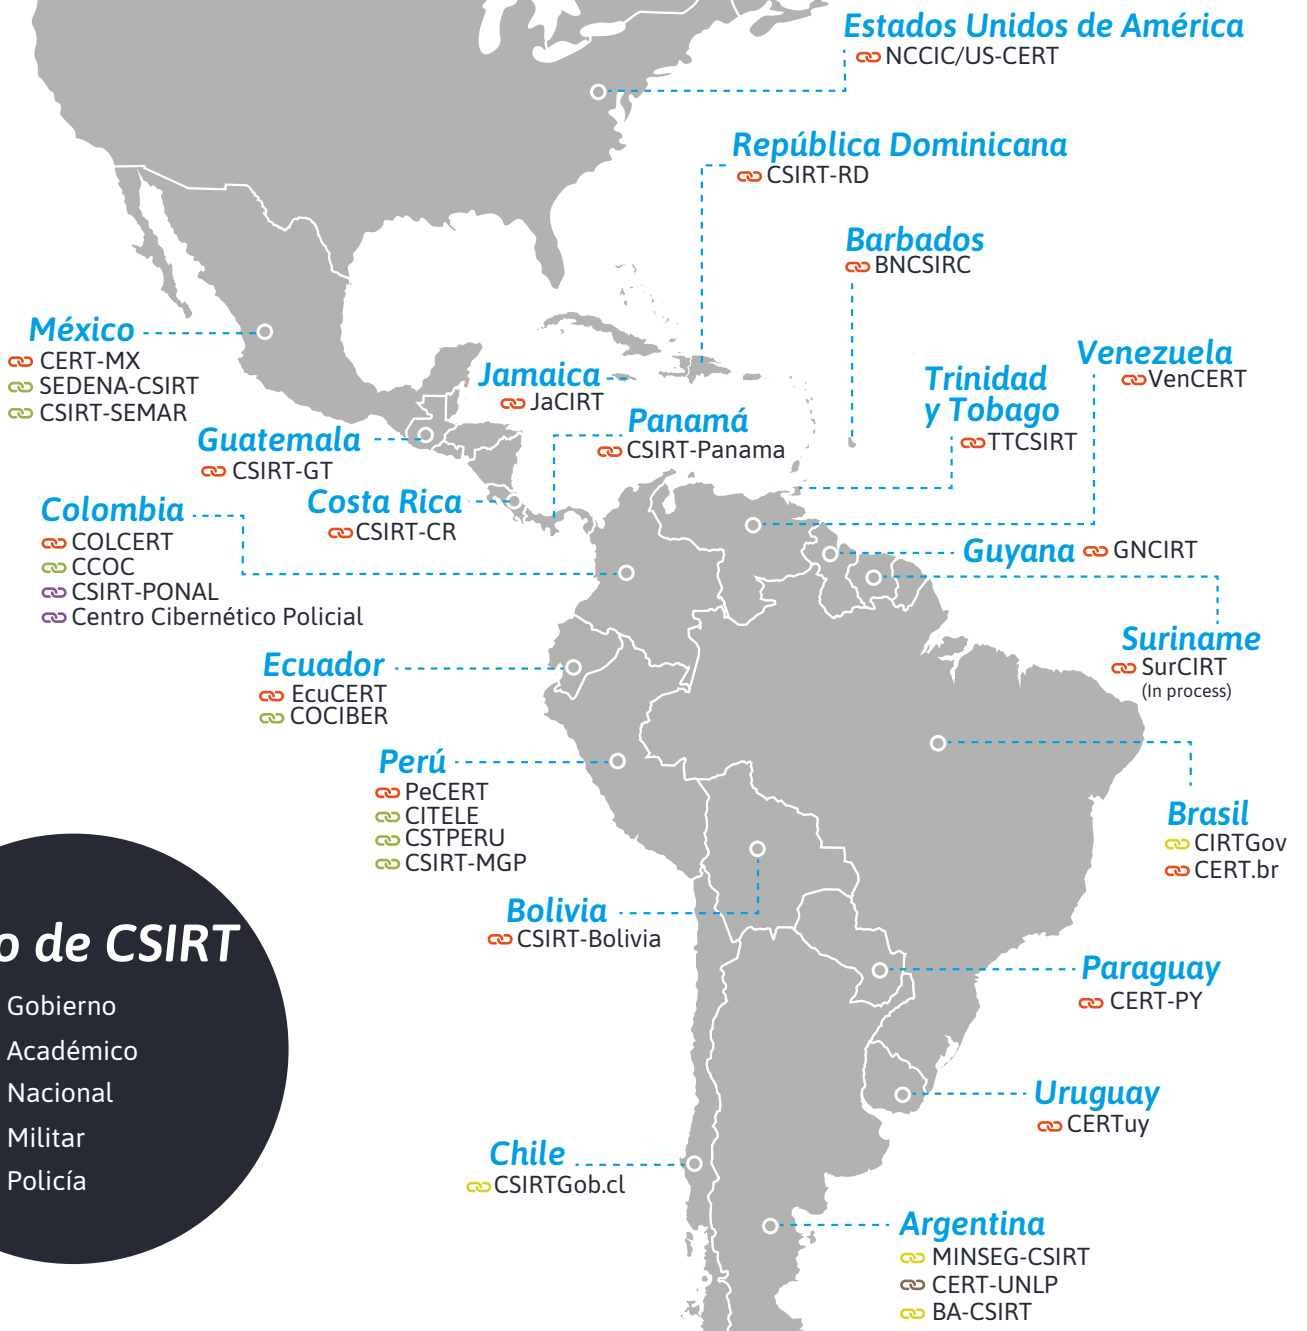 Estados Unidos de América
NCCIC/US-CERT
República Dominicana
CSIRT-RD
Barbados
BNCSIRC
México
CERT-MX
SEDENA-CSIRT
CSIRT-SEMAR
Jamaica
JaCIRT
Venezuela
VenCERT
Trinidad
y Tobago
TTCSIRT
Panamá
CSIRT-Panama
Guatemala
CSIRT-GT
Costa Rica
CSIRT-CR
Colombia
COLCERT
CCOC
CSIRT-PONAL
Centro Cibernético Policial
Guyana GNCIRT
Suriname
SurCIRT
(In process)
Ecuador
EcuCERT
COCIBER
Perú
PeCERT
CITELE
CSTPERU
CSIRT-MGP
Brasil
CIRTGov
CERT.br
Bolivia
CSIRT-Bolivia
Paraguay
CERT-PY
Uruguay
CERTuy
Chile
CSIRTGob.cl
Argentina
MINSEG-CSIRT
CERT-UNLP
BA-CSIRT
o de CSIRT
Gobierno
Académico
Nacional
Militar
Policía